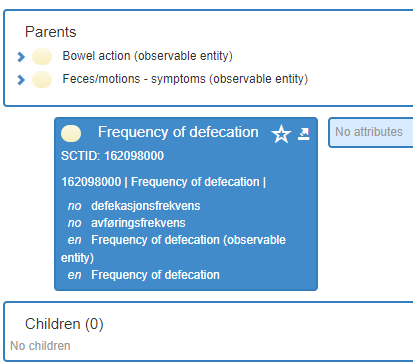 Parents
Bowel action (observable entity)
Feces/motions - symptoms (observable entity)
Frequency of defecation
SCTID: 162098000
162098000 | Frequency of defecation |
no defekasjonsfrekvens
no avføringsfrekvens
en Frequency of defecation (observable
entity)
en Frequency of defecation
No attributes
Children (0)
No children